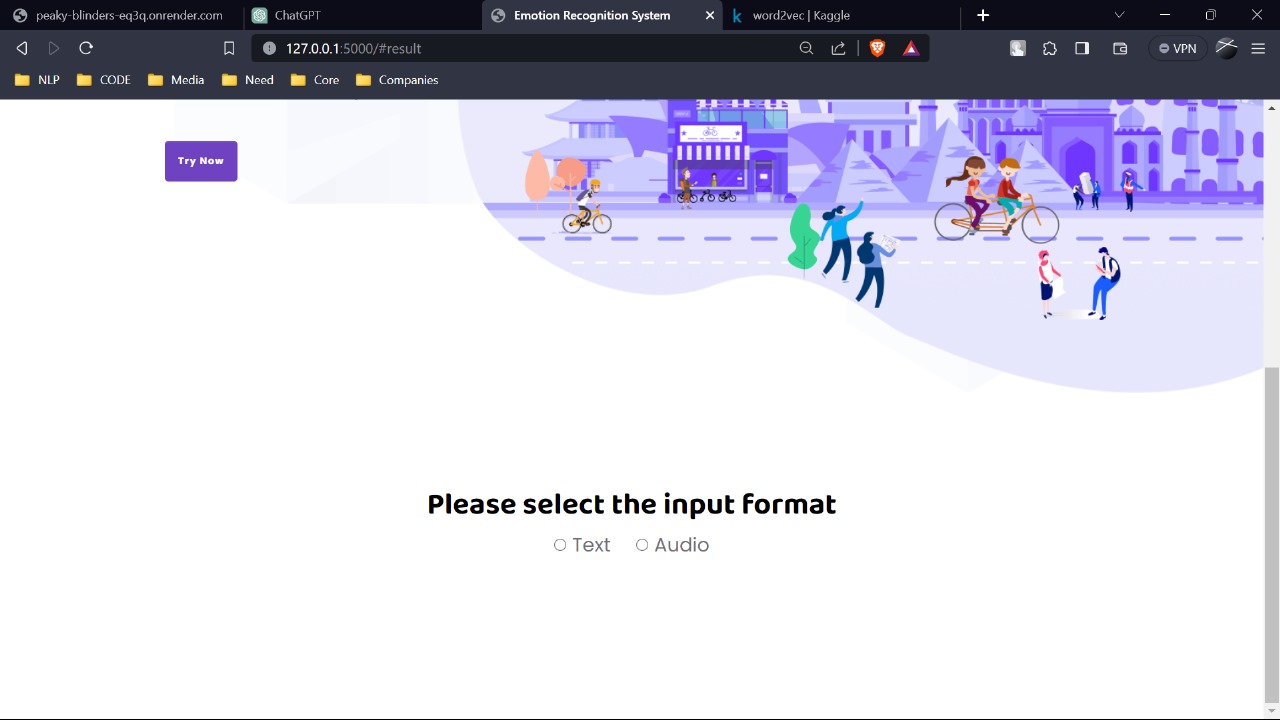 peaky-blinders-eq3q.onrender.com
ChatGPT
Emotion Recognition System
word2vec | Kaggle
127.0.0.1:5000/#result
VPN
NLP
CODE
Media
Need
Core
Companies
Try Now
Please select the input format
Text
Audio